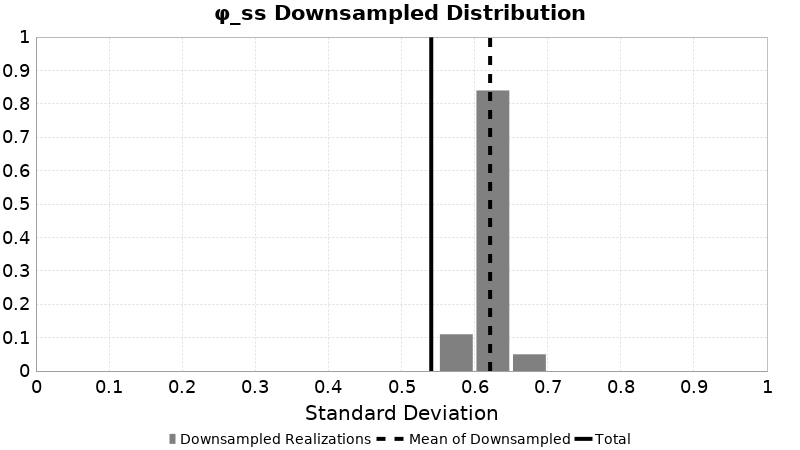 φ_ss Downsampled Distribution
1
0.9
0.8
0.7
0.6
0.5
0.4
0.3
0.2
0.1
0
0 0.1 0.2 0.3 0.4 0.5 0.6 0.7 0.8 0.9 1
Standard Deviation
Downsampled Realizations Mean of Downsampled Total